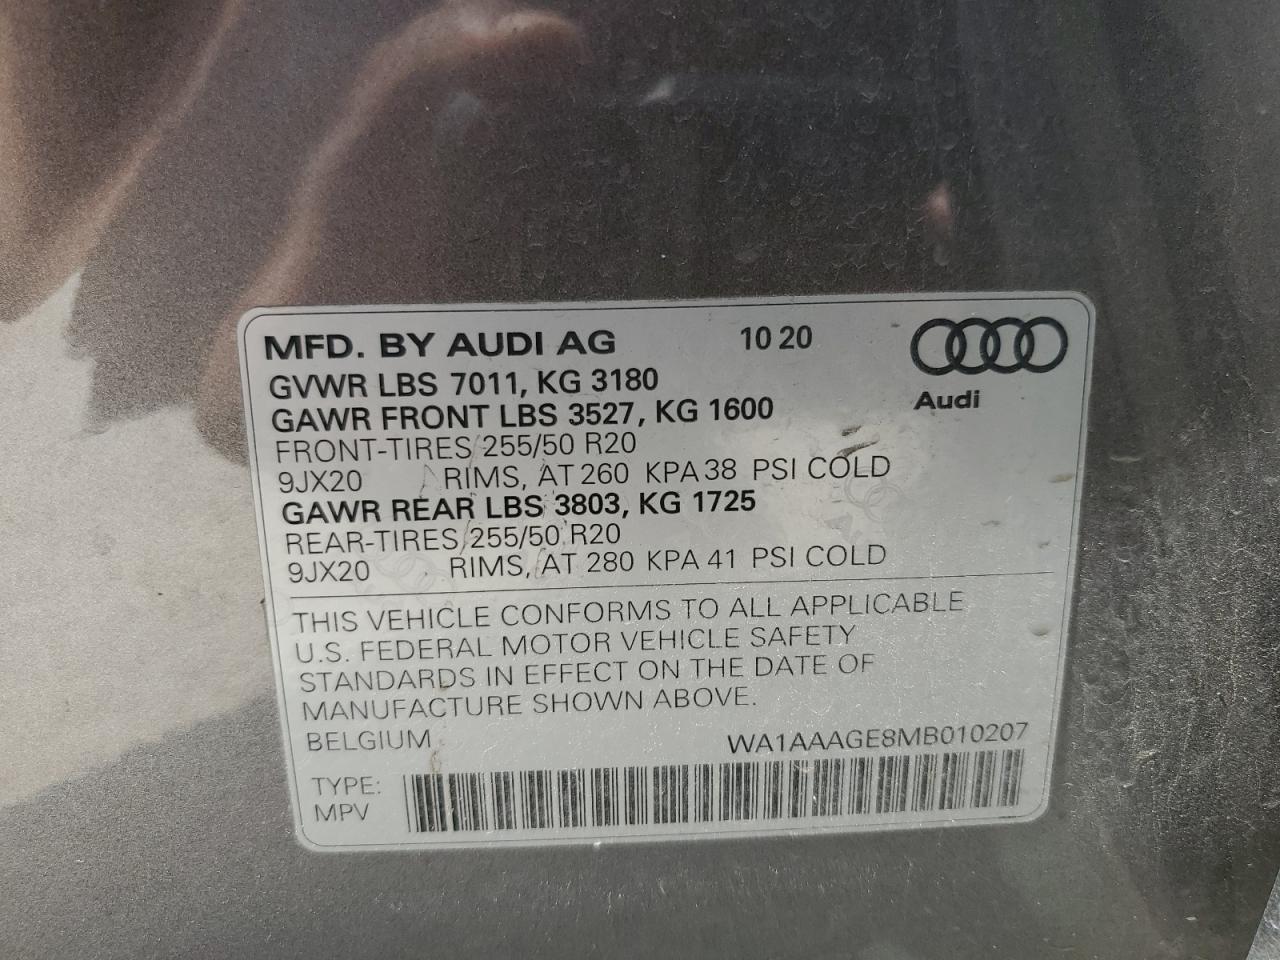 MFD. BY AUDI AG 10 20
Audi
GVWR LBS 7011, KG 3180
GAWR FRONT LBS 3527, KG 1600
FRONT-TIRES 255/50 R20
9JX20 RIMS, AT 260 KPA 38 PSI COLD
GAWR REAR LBS 3803, KG 1725
REAR-TIRES 255/50 R20
9JX20 RIMS, AT 280 KPA 41 PSI COLD
THIS VEHICLE CONFORMS TO ALL APPLICABLE
U.S. FEDERAL MOTOR VEHICLE SAFETY
STANDARDS IN EFFECT ON THE DATE OF
MANUFACTURE SHOWN ABOVE.
BELGIUM WA1AAAGE8MB010207
TYPE:
MPV